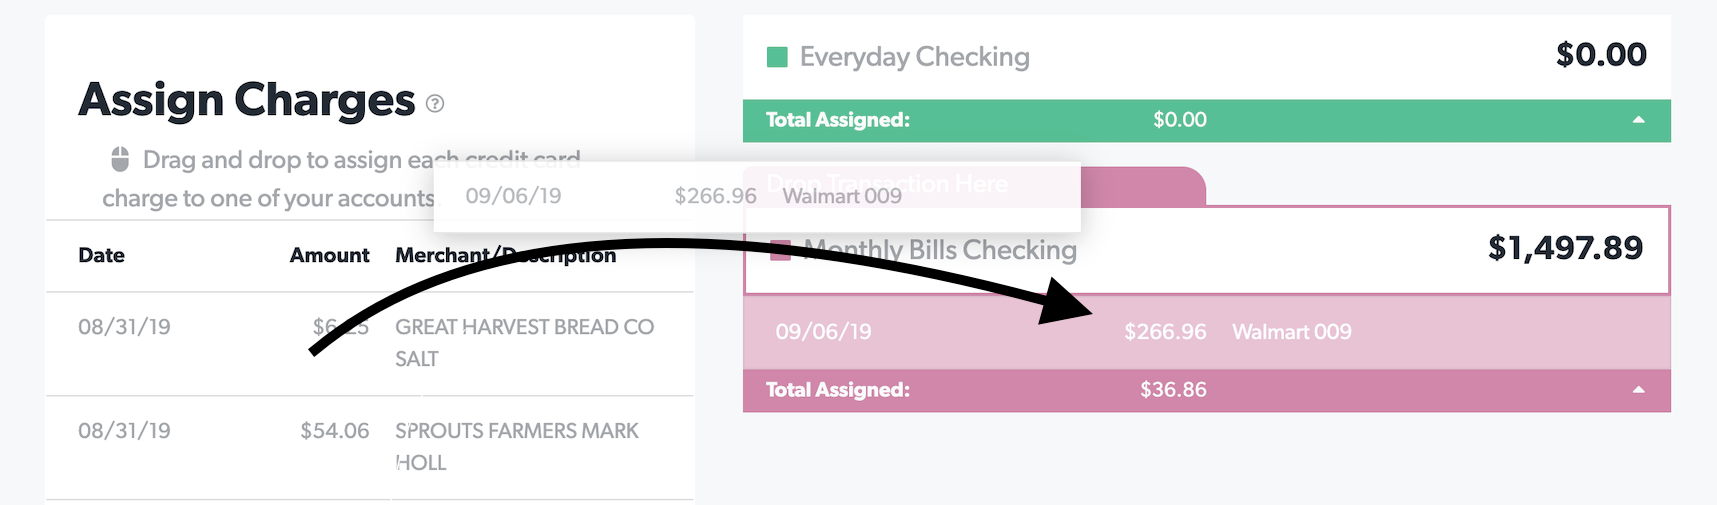 Assign Charges ?
Drag and drop to assign each credit card
charge to one of your accounts.
Date Amount Merchant/Description
08/31/19 $6.25 GREAT HARVEST BREAD CO
SALT
08/31/19 $54.06 SPROUTS FARMERS MARK
HOLL
09/06/19 $266.96 Walmart 009
Everyday Checking $0.00
Total Assigned: $0.00
Drop Transaction Here
Monthly Bills Checking $1,497.89
09/06/19 $266.96 Walmart 009
Total Assigned: $36.86